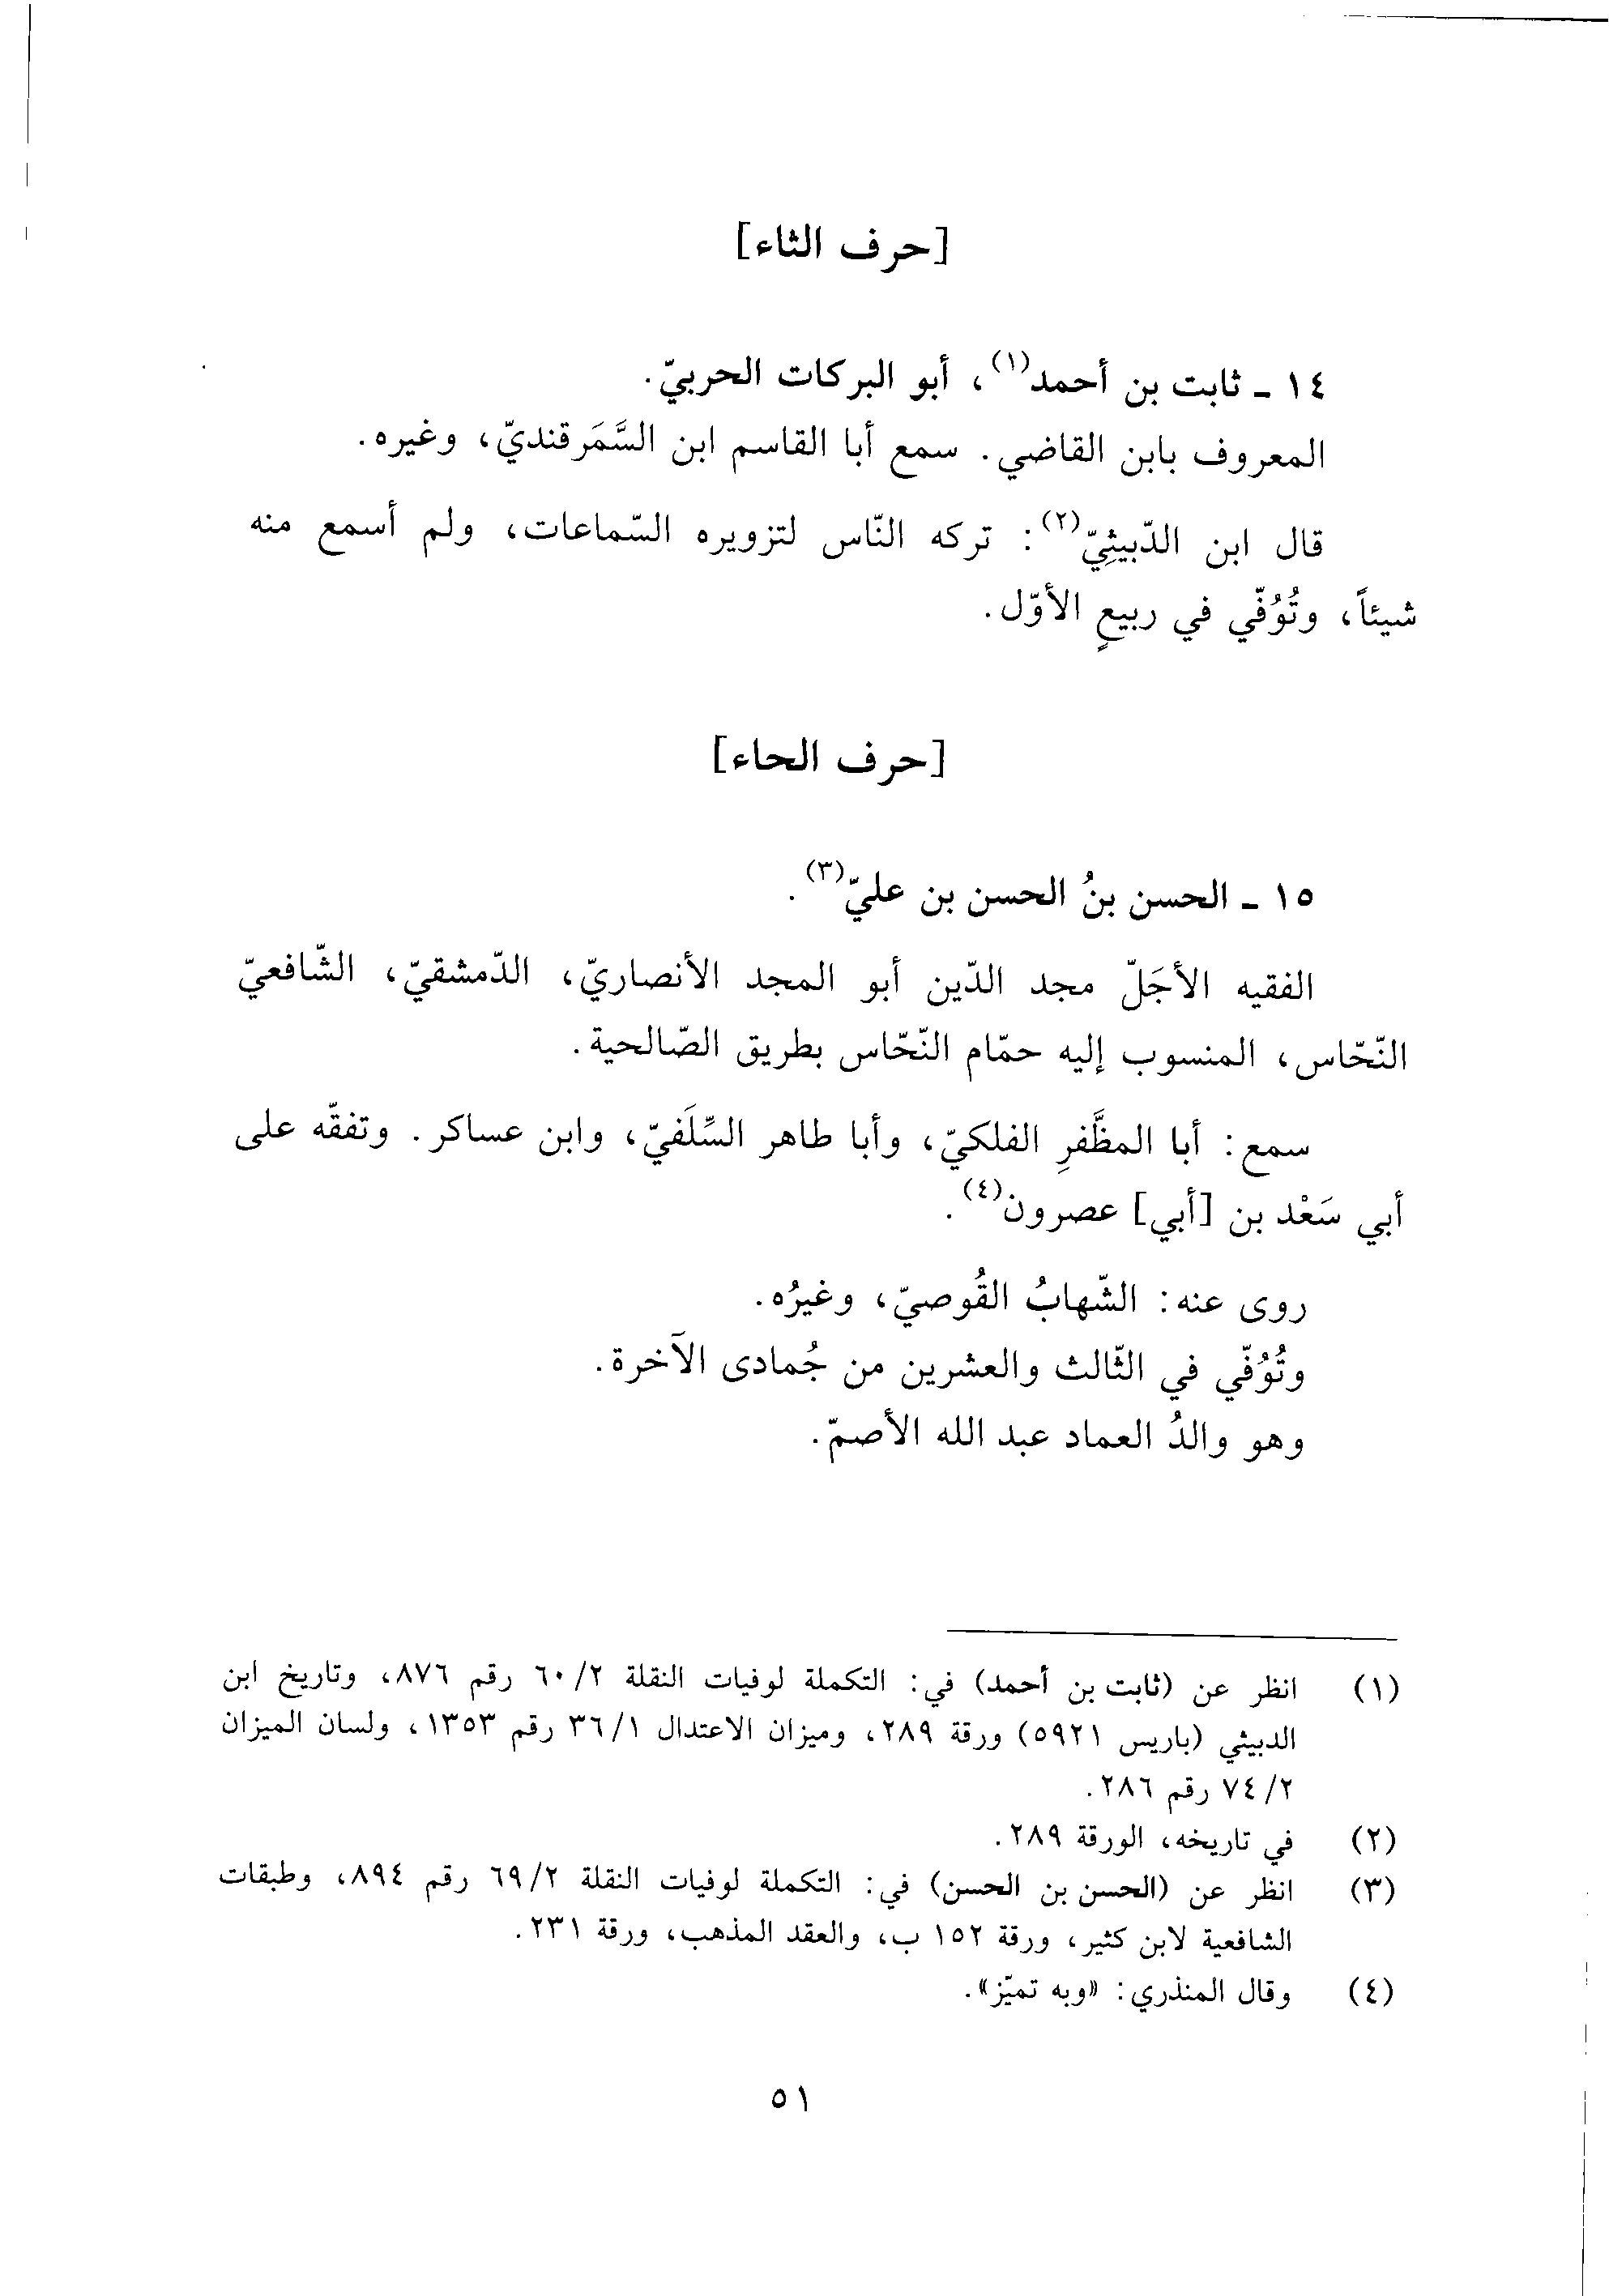 [حرف الثاء]
١٤ ـ ثابت بن أحمد(١)، أبو البركات الحربيّ.
المعروف بابن القاضي. سمع أبا القاسم ابن السَّمَرقنديّ، وغيره.
قال ابن الدّبيثِيّ(٢): تركه النّاس لتزويره السّماعات، ولم أسمع منه
شيئاً، وتُوُفّي في ربيعٍ الأوّل.
[حرف الحاء]
١٥ ـ الحسن بنُ الحسن بن عليّ(٣).
الفقيه الأجَلّ مجد الدّين أبو المجد الأنصاريّ، الدّمشقيّ، الشّافعيّ
النّحّاس، المنسوب إليه حمّام النّحّاس بطريق الصّالحية.
سمع: أبا المظَّفرِ الفلكيّ، وأبا طاهر السِّلَفيّ، وابن عساكر. وتفقّه على
أبي سَعْد بن [أبي] عصرون(٤).
روى عنه: الشّهابُ القُوصيّ، وغيرُه.
وتُوُفّي في الثّالث والعشرين من جُمادى الآخرة.
وهو والدُ العماد عبد الله الأصمّ.
(١) انظر عن (ثابت بن أحمد) في: التكملة لوفيات النقلة ٦٠/٢ رقم ٨٧٦، وتاريخ ابن
الدبيثي (باريس ٥٩٢١) ورقة ٢٨٩، وميزان الاعتدال ٣٦/١ رقم ١٣٥٣، ولسان الميزان
٧٤/٢ رقم ٢٨٦.
(٢) في تاريخه، الورقة ٢٨٩.
(٣) انظر عن (الحسن بن الحسن) في: التكملة لوفيات النقلة ٦٩/٢ رقم ٨٩٤، وطبقات
الشافعية لابن كثير، ورقة ١٥٢ ب، والعقد المذهب، ورقة ٢٣١.
(٤) وقال المنذري: «وبه تميّز».
٥١